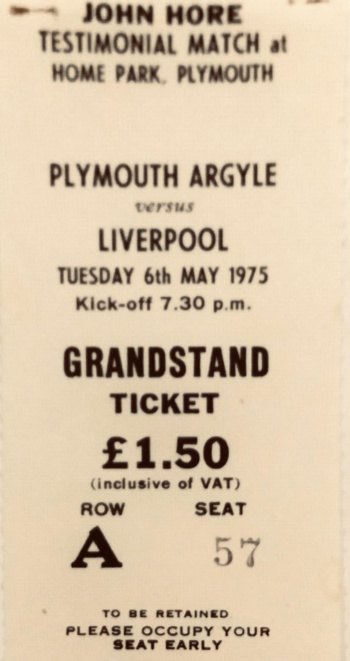 JOHN HORE
TESTIMONIAL MATCH at
HOME PARK. PLYMOUTH
PLYMOUTH ARGYLE
versus
LIVERPOOL
TUESDAY 6th MAY 1975
Kick-off 7.30 p.m.
GRANDSTAND
TICKET
£1.50
(inclusive of VAT)
ROW SEAT
A 57
TO BE RETAINED
PLEASE OCCUPY YOUR
SEAT EARLY